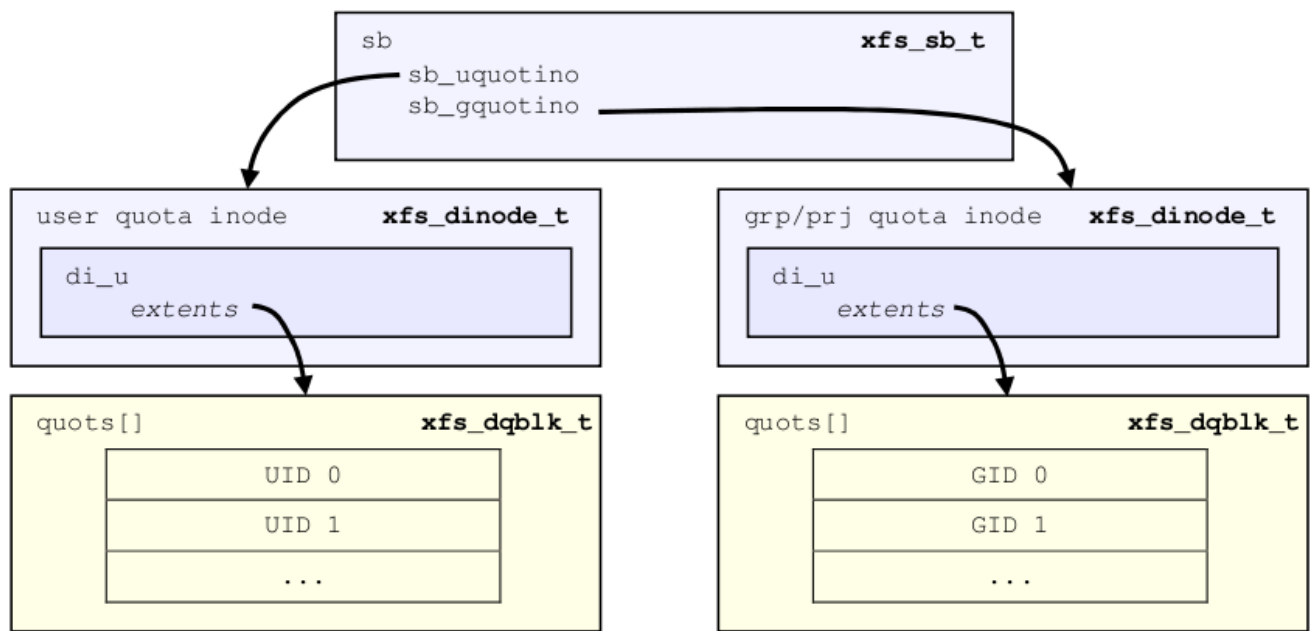 sb xfs_sb_t
sb_uquotino
sb_gquotino
user quota inode xfs_dinode_t
di_u
extents
quots[] xfs_dqblk_t
UID 0
UID 1
...
grp/prj quota inode xfs_dinode_t
di_u
extents
quots[] xfs_dqblk_t
GID 0
GID 1
...